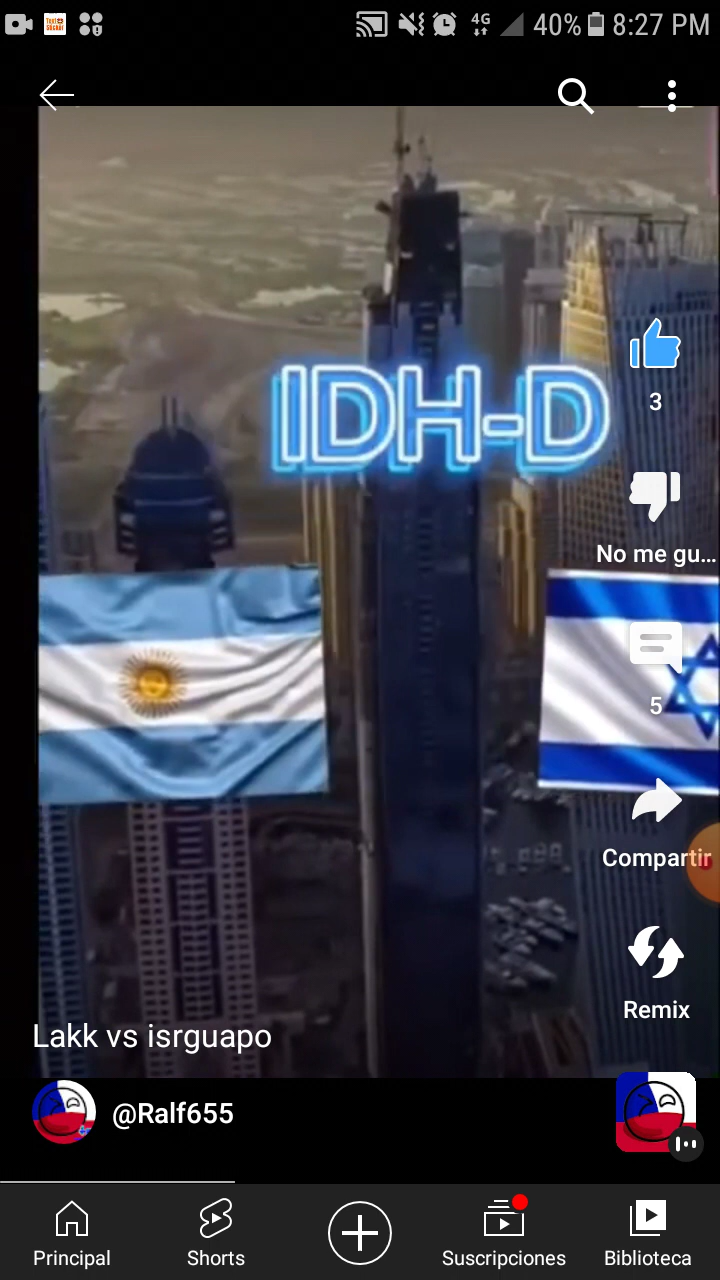 4G 40% 8:27 PM
IDH-D
3
No me gu...
5
Compartir
Remix
Lakk vs isrguapo
@Ralf655
Principal
Shorts
Suscripciones
Biblioteca